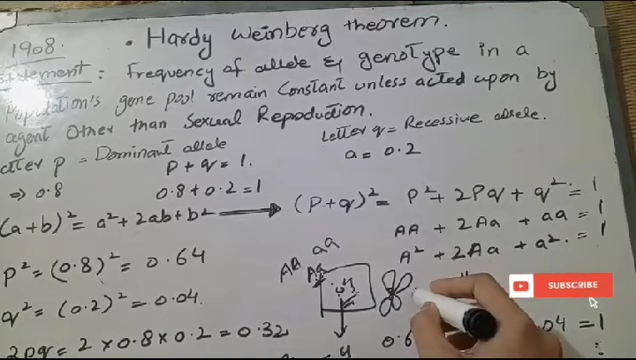 1908.
• Hardy Weinberg theorem.
Statement: Frequency of allele & genotype in a
Population's gene pool remain Constant unless acted upon by
agent Other than Sexual Reproduction.
Letter P = Dominant allele
Letter q = Recessive allele.
P + q = 1.
a = 0.2
⇒ 0.8
0.8 + 0.2 = 1
(a+b)² = a² + 2ab + b² → (P+q)² = P² + 2Pq + q² = 1
AA + 2Aa + aa = 1
A² + 2Aa + a² = 1
P² = (0.8)² = 0.64
aa
AA
Aa
q² = (0.2)² = 0.04.
SUBSCRIBE
2pq = 2 × 0.8 × 0.2 = 0.32
04 = 1